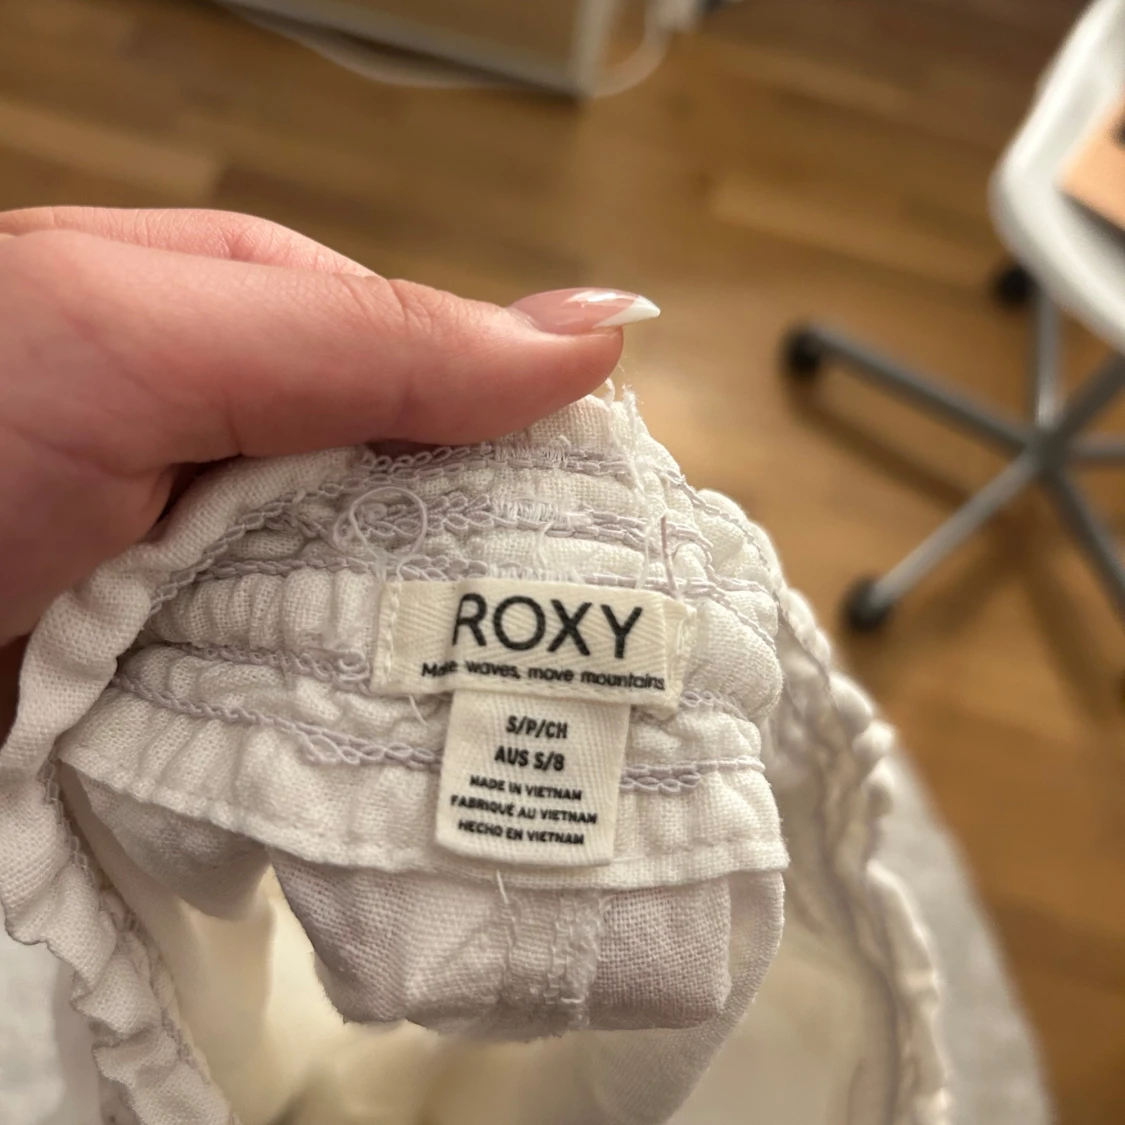 ROXY
Make waves, move mountains
S/P/CH
AUS S/8
MADE IN VIETNAM
FABRIQUÉ AU VIETNAM
HECHO EN VIETNAM